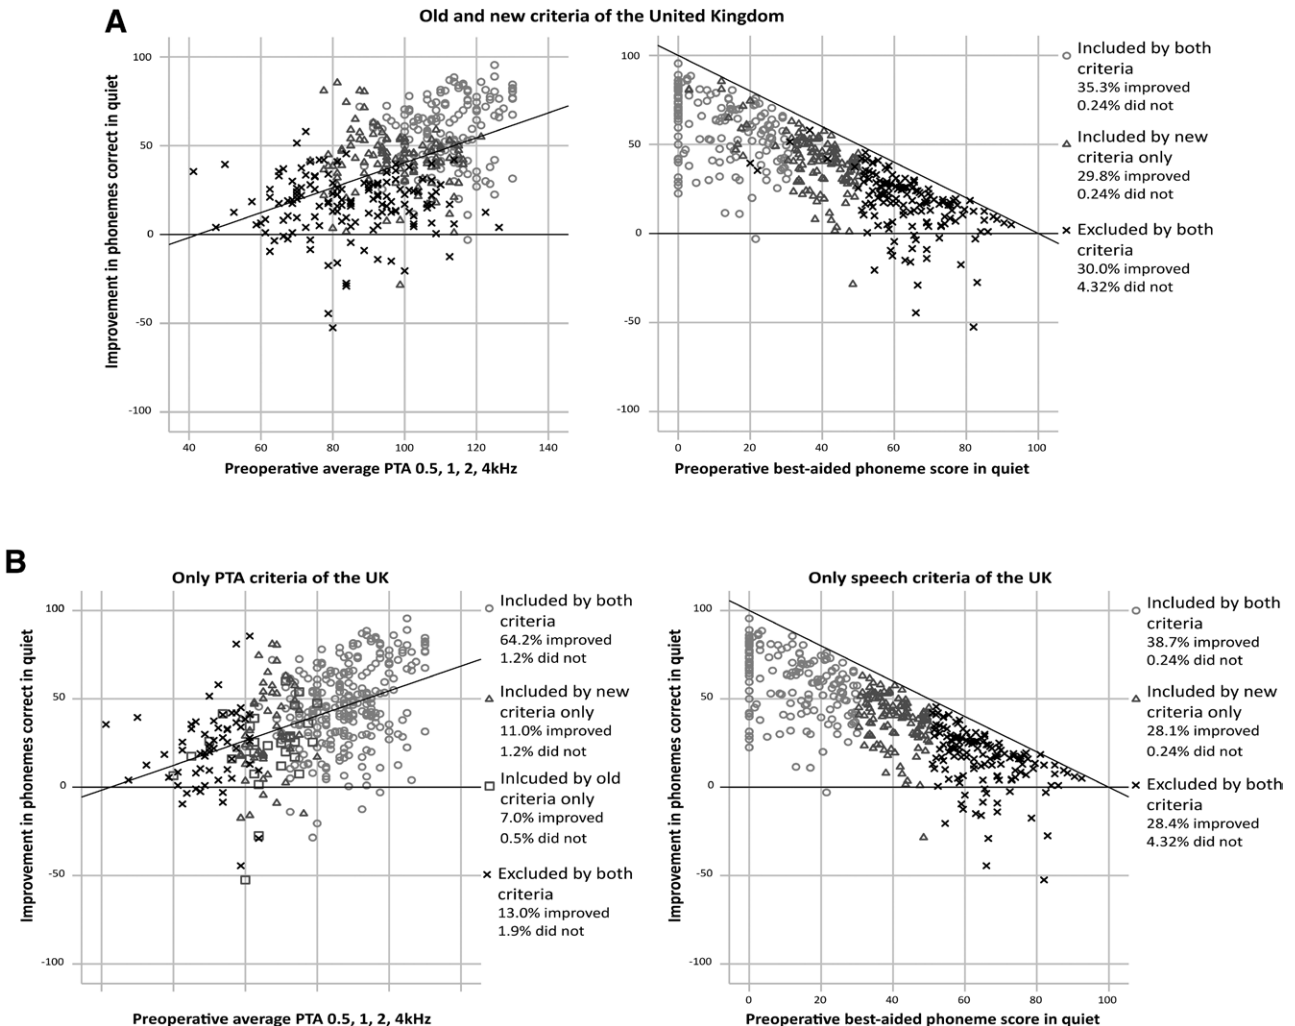 A
Old and new criteria of the United Kingdom
Improvement in phonemes correct in quiet
100
50
0
-50
-100
40 60 80 100 120 140
Preoperative average PTA 0.5, 1, 2, 4kHz
100
50
0
-50
-100
0 20 40 60 80 100
Preoperative best-aided phoneme score in quiet
Included by both
criteria
35.3% improved
0.24% did not
Included by new
criteria only
29.8% improved
0.24% did not
Excluded by both
criteria
30.0% improved
4.32% did not
B
Only PTA criteria of the UK
Improvement in phonemes correct in quiet
100
50
0
-50
-100
Preoperative average PTA 0.5, 1, 2, 4kHz
Included by both
criteria
64.2% improved
1.2% did not
Included by new
criteria only
11.0% improved
1.2% did not
Inlcuded by old
criteria only
7.0% improved
0.5% did not
Excluded by both
criteria
13.0% improved
1.9% did not
Only speech criteria of the UK
Improvement in phonemes correct in quiet
100
50
0
-50
-100
0 20 40 60 80 100
Preoperative best-aided phoneme score in quiet
Included by both
criteria
38.7% improved
0.24% did not
Included by new
criteria only
28.1% improved
0.24% did not
Excluded by both
criteria
28.4% improved
4.32% did not